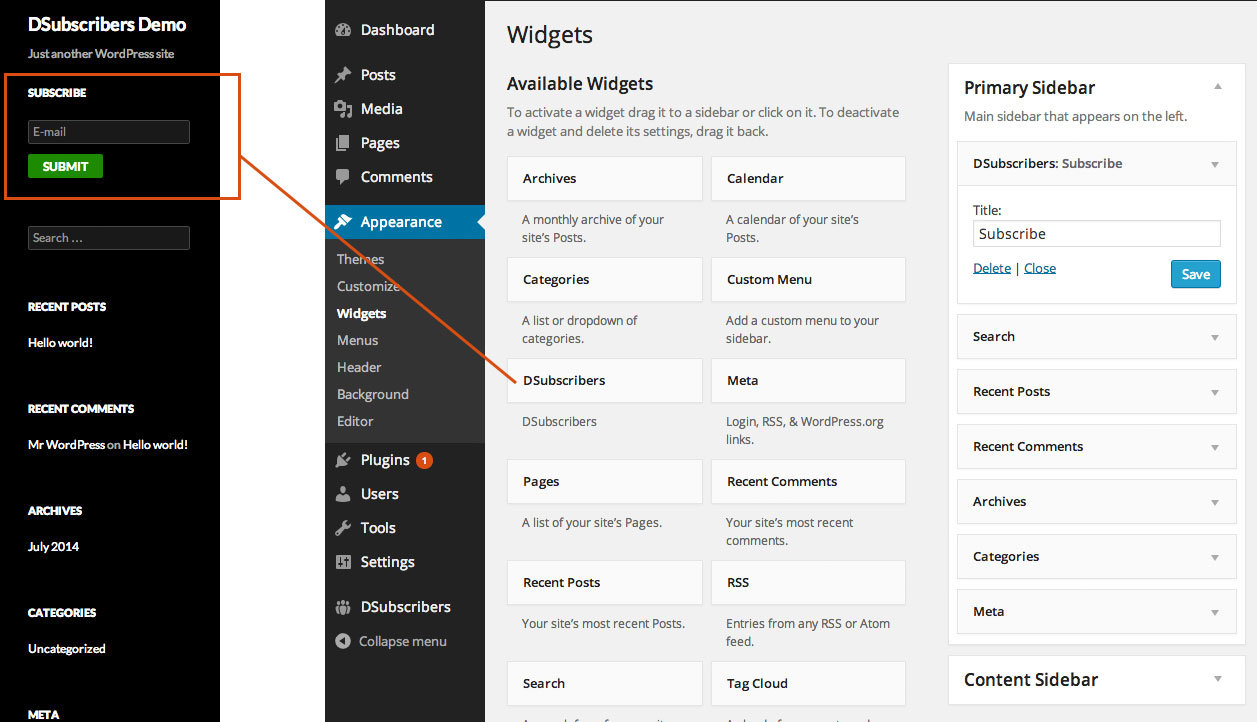 DSubscribers Demo
Just another WordPress site
SUBSCRIBE
E-mail
SUBMIT
Search ...
RECENT POSTS
Hello world!
RECENT COMMENTS
Mr WordPress on Hello world!
ARCHIVES
July 2014
CATEGORIES
Uncategorized
META
Dashboard
Posts
Media
Pages
Comments
Appearance
Themes
Customize
Widgets
Menus
Header
Background
Editor
Plugins 1
Users
Tools
Settings
DSubscribers
Collapse menu
Widgets
Available Widgets
To activate a widget drag it to a sidebar or click on it. To deactivate
a widget and delete its settings, drag it back.
Archives
A monthly archive of your
site's Posts.
Calendar
A calendar of your site's
Posts.
Categories
A list or dropdown of
categories.
Custom Menu
Add a custom menu to your
sidebar.
DSubscribers
DSubscribers
Meta
Login, RSS, & WordPress.org
links.
Pages
A list of your site's Pages.
Recent Comments
Your site's most recent
comments.
Recent Posts
Your site's most recent Posts.
RSS
Entries from any RSS or Atom
feed.
Search
Tag Cloud
Primary Sidebar
Main sidebar that appears on the left.
DSubscribers: Subscribe
Title:
Subscribe
Delete | Close
Save
Search
Recent Posts
Recent Comments
Archives
Categories
Meta
Content Sidebar